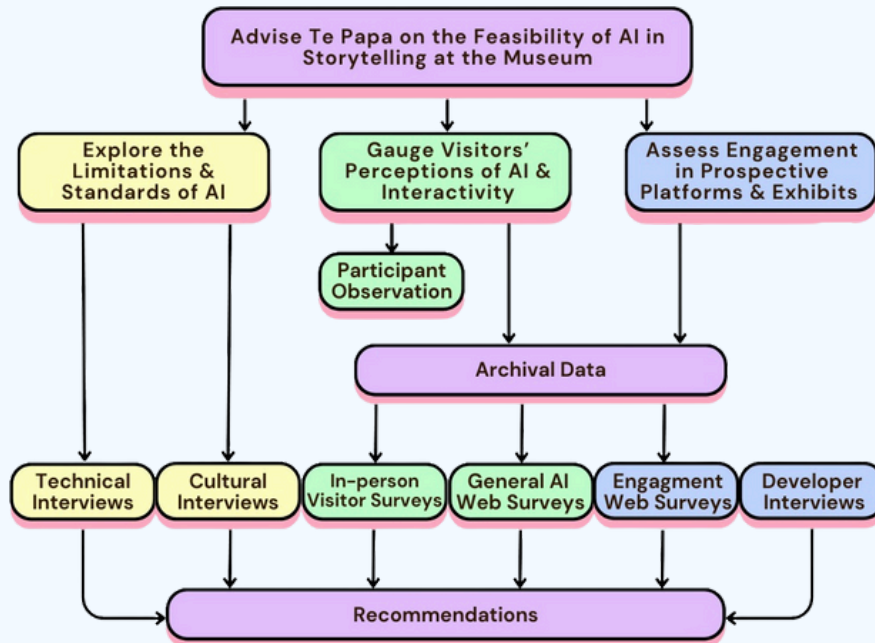 Advise Te Papa on the Feasibility of AI in
Storytelling at the Museum
Explore the
Limitations &
Standards of AI
Gauge Visitors'
Perceptions of AI &
Interactivity
Assess Engagement
in Prospective
Platforms & Exhibits
Participant
Observation
Archival Data
Technical
Interviews
Cultural
Interviews
In-person
Visitor Surveys
General AI
Web Surveys
Engagment
Web Surveys
Developer
Interviews
Recommendations